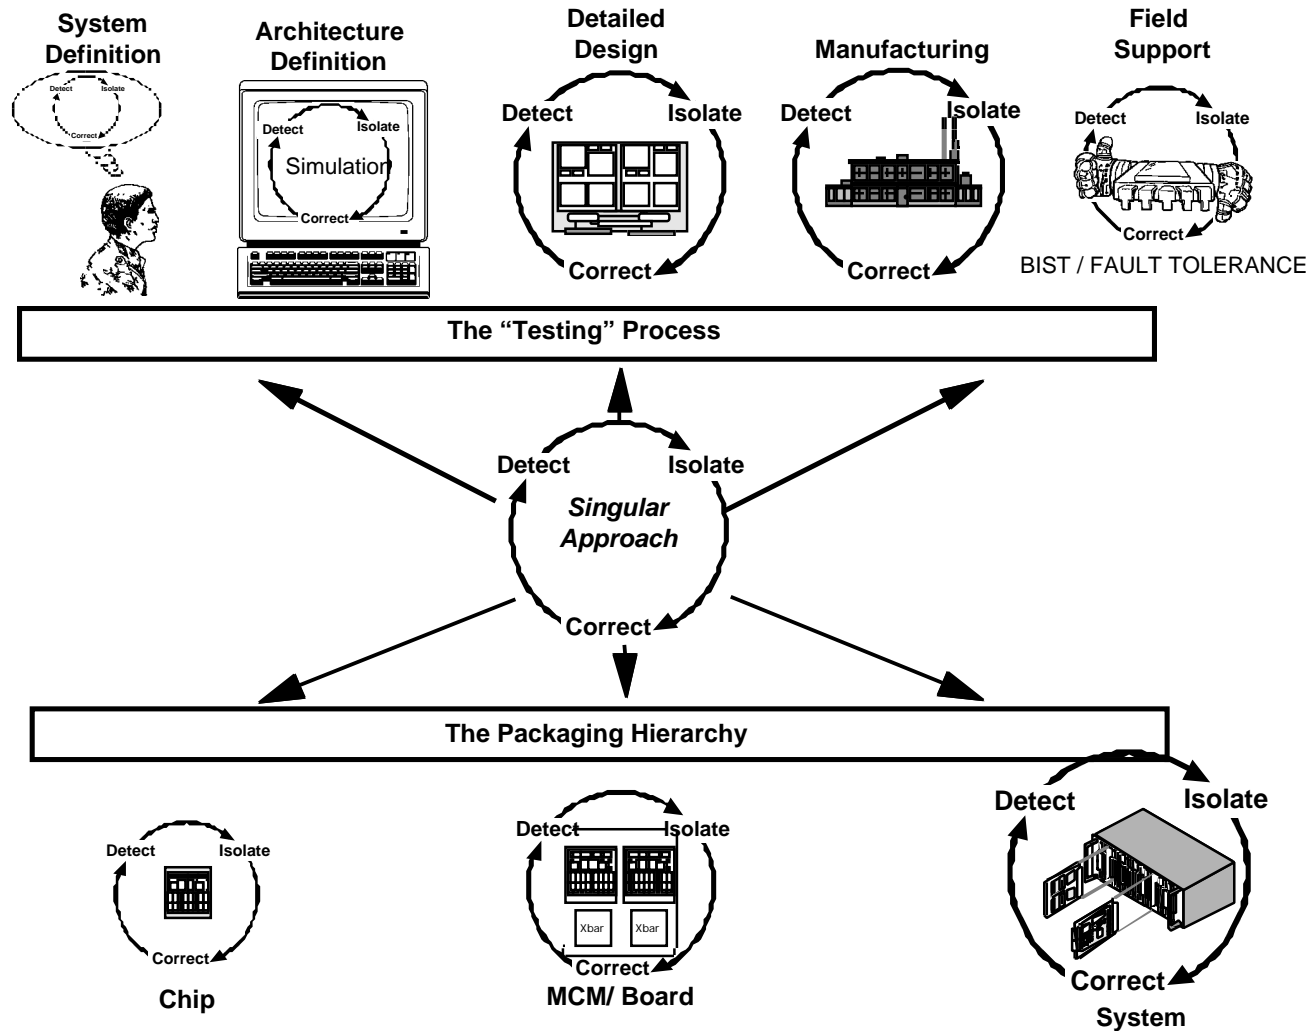 System
Definition
Detect
Isolate
Correct
Architecture
Definition
Detect
Isolate
Simulation
Correct
Detailed
Design
Detect
Isolate
Correct
Manufacturing
Detect
Isolate
Correct
Field
Support
Detect
Isolate
Correct
BIST / FAULT TOLERANCE
The “Testing” Process
Detect
Isolate
Singular
Approach
Correct
The Packaging Hierarchy
Detect
Isolate
Correct
Chip
Detect
Isolate
Xbar
Xbar
Correct
MCM/ Board
Detect
Isolate
Correct
System